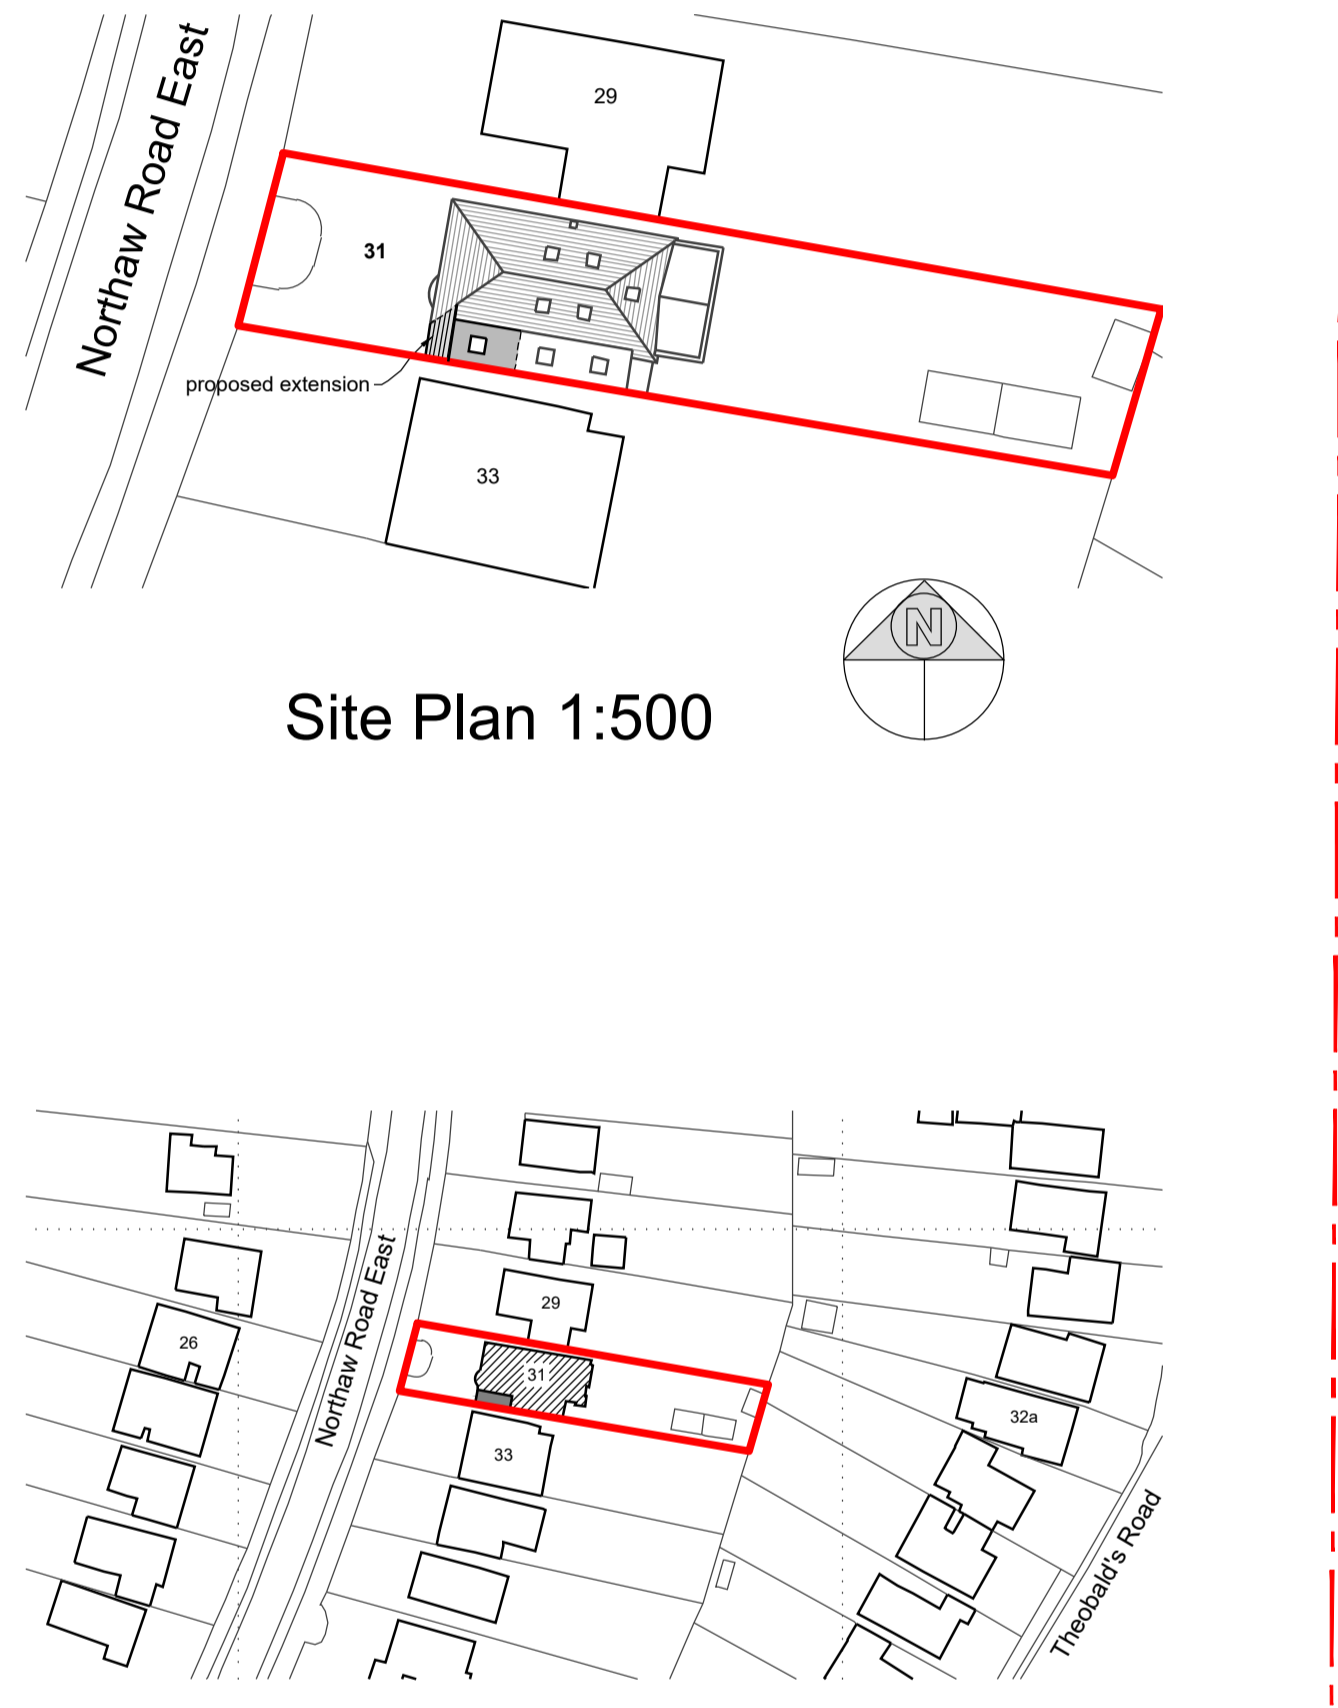 Northaw Road East
29
31
proposed extension
33
N
Site Plan 1:500
Northaw Road East
26
29
31
33
32a
Theobald's Road